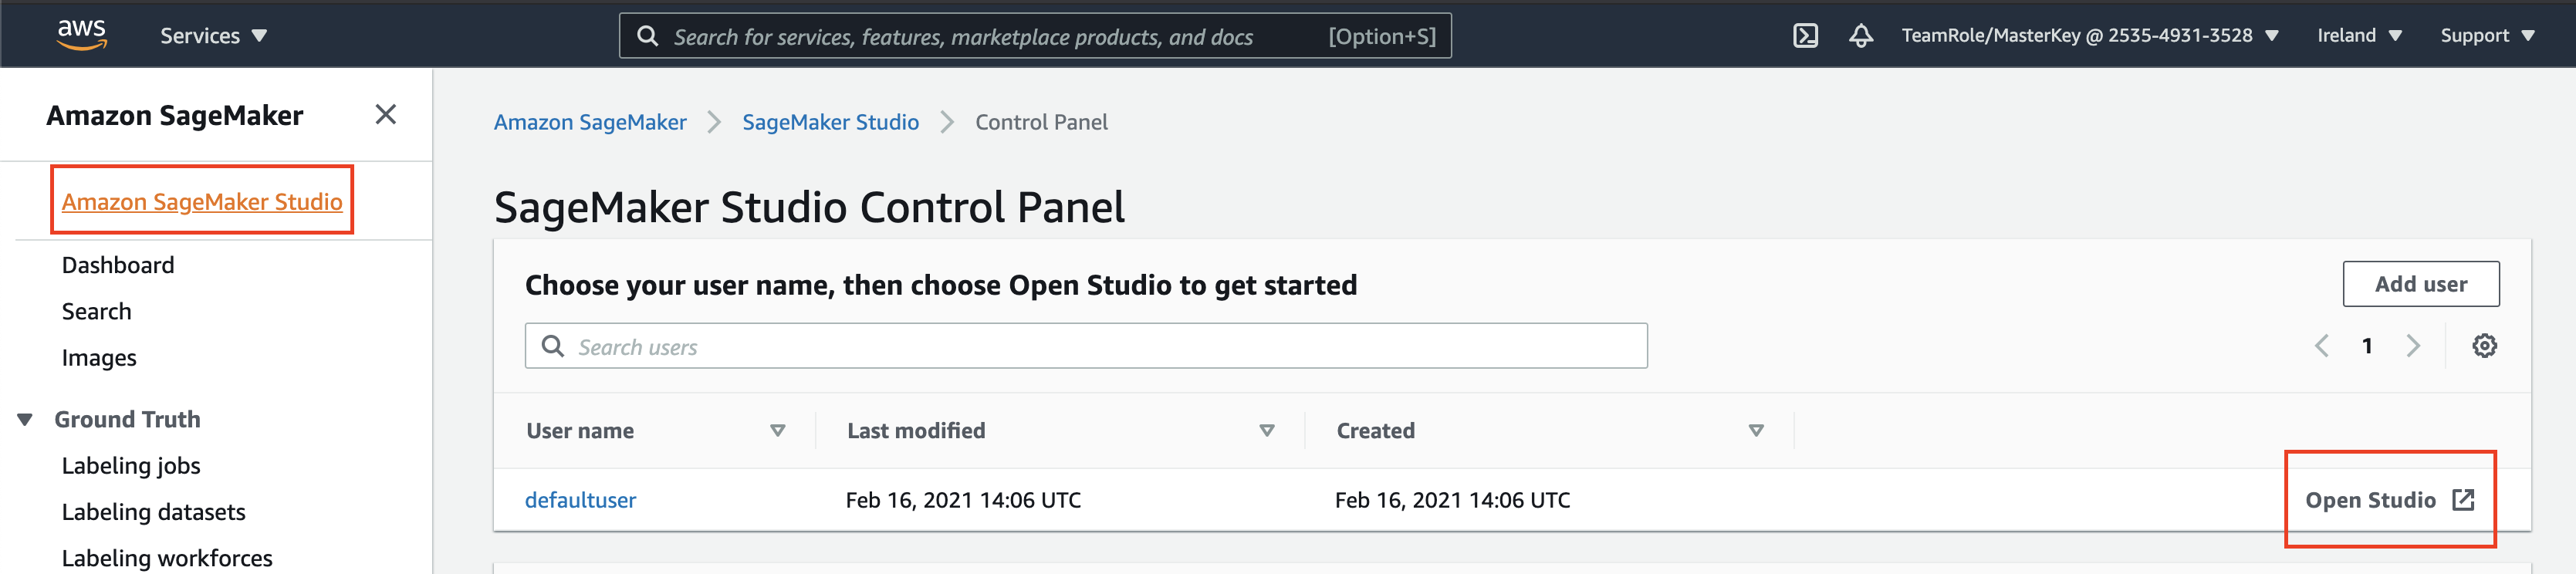 aws
Services
Search for services, features, marketplace products, and docs [Option+S]
TeamRole/MasterKey @ 2535-4931-3528
Ireland
Support
Amazon SageMaker
Amazon SageMaker Studio
Dashboard
Search
Images
Ground Truth
Labeling jobs
Labeling datasets
Labeling workforces
Amazon SageMaker SageMaker Studio Control Panel
SageMaker Studio Control Panel
Choose your user name, then choose Open Studio to get started
Add user
Search users
1
User name Last modified Created
defaultuser Feb 16, 2021 14:06 UTC Feb 16, 2021 14:06 UTC Open Studio